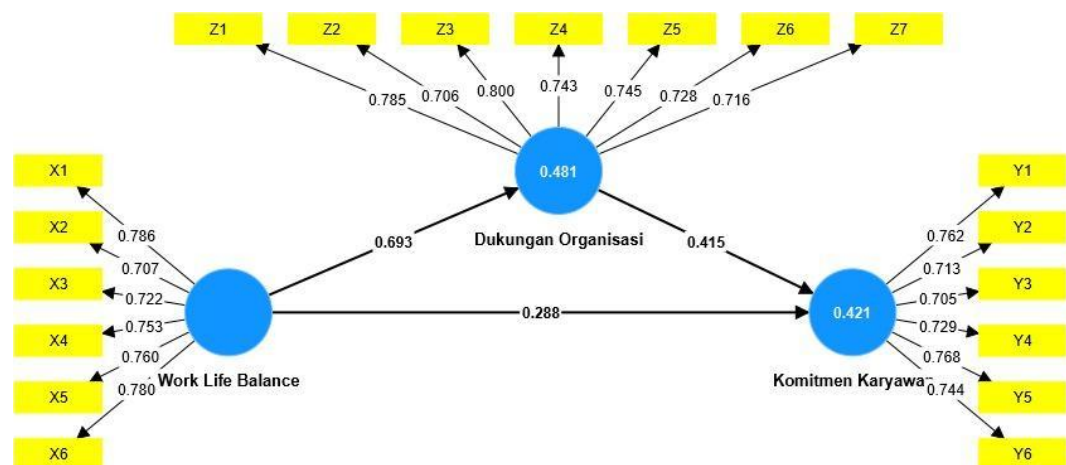 Z1 Z2 Z3 Z4 Z5 Z6 Z7
0.785 0.706 0.800 0.743 0.745 0.728 0.716
0.481
Dukungan Organisasi
X1
X2
X3
X4
X5
X6
0.786
0.707
0.722
0.753
0.760
0.780
Work Life Balance
0.693
0.415
0.288
0.421
Komitmen Karyawan
0.762
0.713
0.705
0.729
0.768
0.744
Y1
Y2
Y3
Y4
Y5
Y6